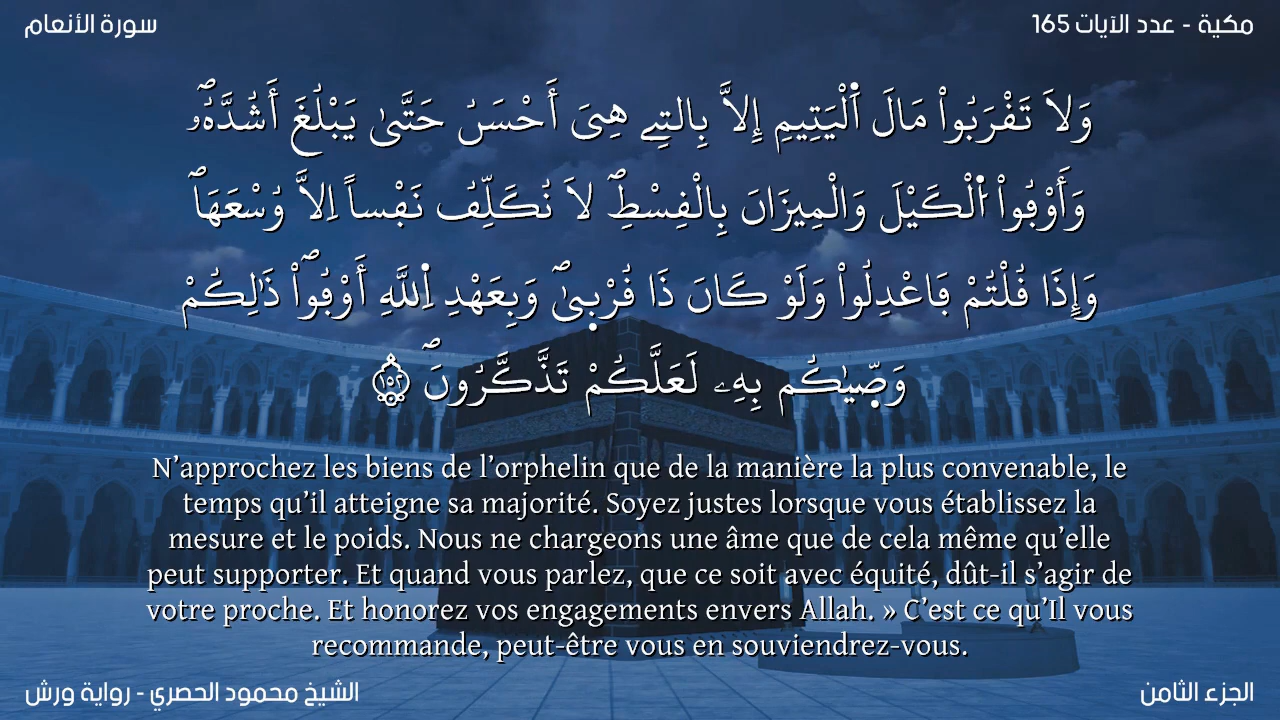 مكية - عدد الآيات 165
سورة الأنعام
وَلاَ تَقْرَبُواْ مَالَ اَ۬لْيَتِيمِ إِلاَّ بِالتِے هِىَ أَحْسَنُ حَتَّىٰ يَبْلُغَ أَشُدَّهُۥۖ
وَأَوْفُواْ اُ۬لْكَيْلَ وَالْمِيزَانَ بِالْقِسْطِۖ لاَ نُكَلِّفُ نَفْساً اِلاَّ وُسْعَهَاۖ
وَإِذَا قُلْتُمْ فَاعْدِلُواْ وَلَوْ كَانَ ذَا قُرْب۪ىٰۖ وَبِعَهْدِ اِ۬للَّهِ أَوْفُواْۖ ذَٰلِكُمْ
وَصّ۪يٰكُم بِهِۦ لَعَلَّكُمْ تَذَّكَّرُونَۖ ١٥٢
N’approchez les biens de l’orphelin que de la manière la plus convenable, le
temps qu’il atteigne sa majorité. Soyez justes lorsque vous établissez la
mesure et le poids. Nous ne chargeons une âme que de cela même qu’elle
peut supporter. Et quand vous parlez, que ce soit avec équité, dût-il s’agir de
votre proche. Et honorez vos engagements envers Allah. » C’est ce qu’Il vous
recommande, peut-être vous en souviendrez-vous.
الجزء الثامن
الشيخ محمود الحصري - رواية ورش